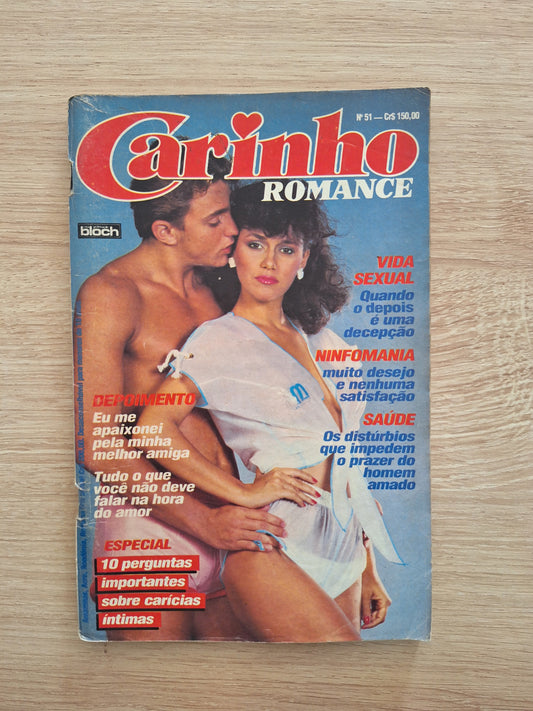 Nº 51 — Cr$ 150,00
Carinho
ROMANCE
bloch
VIDA
SEXUAL
Quando
o depois
é uma
decepção
NINFOMANIA
muito desejo
e nenhuma
satisfação
SAÚDE
Os distúrbios
que impedem
o prazer do
homem
amado
DEPOIMENTO
Eu me
apaixonei
pela minha
melhor amiga
Tudo o que
você não deve
falar na hora
do amor
ESPECIAL
10 perguntas
importantes
sobre carícias
íntimas